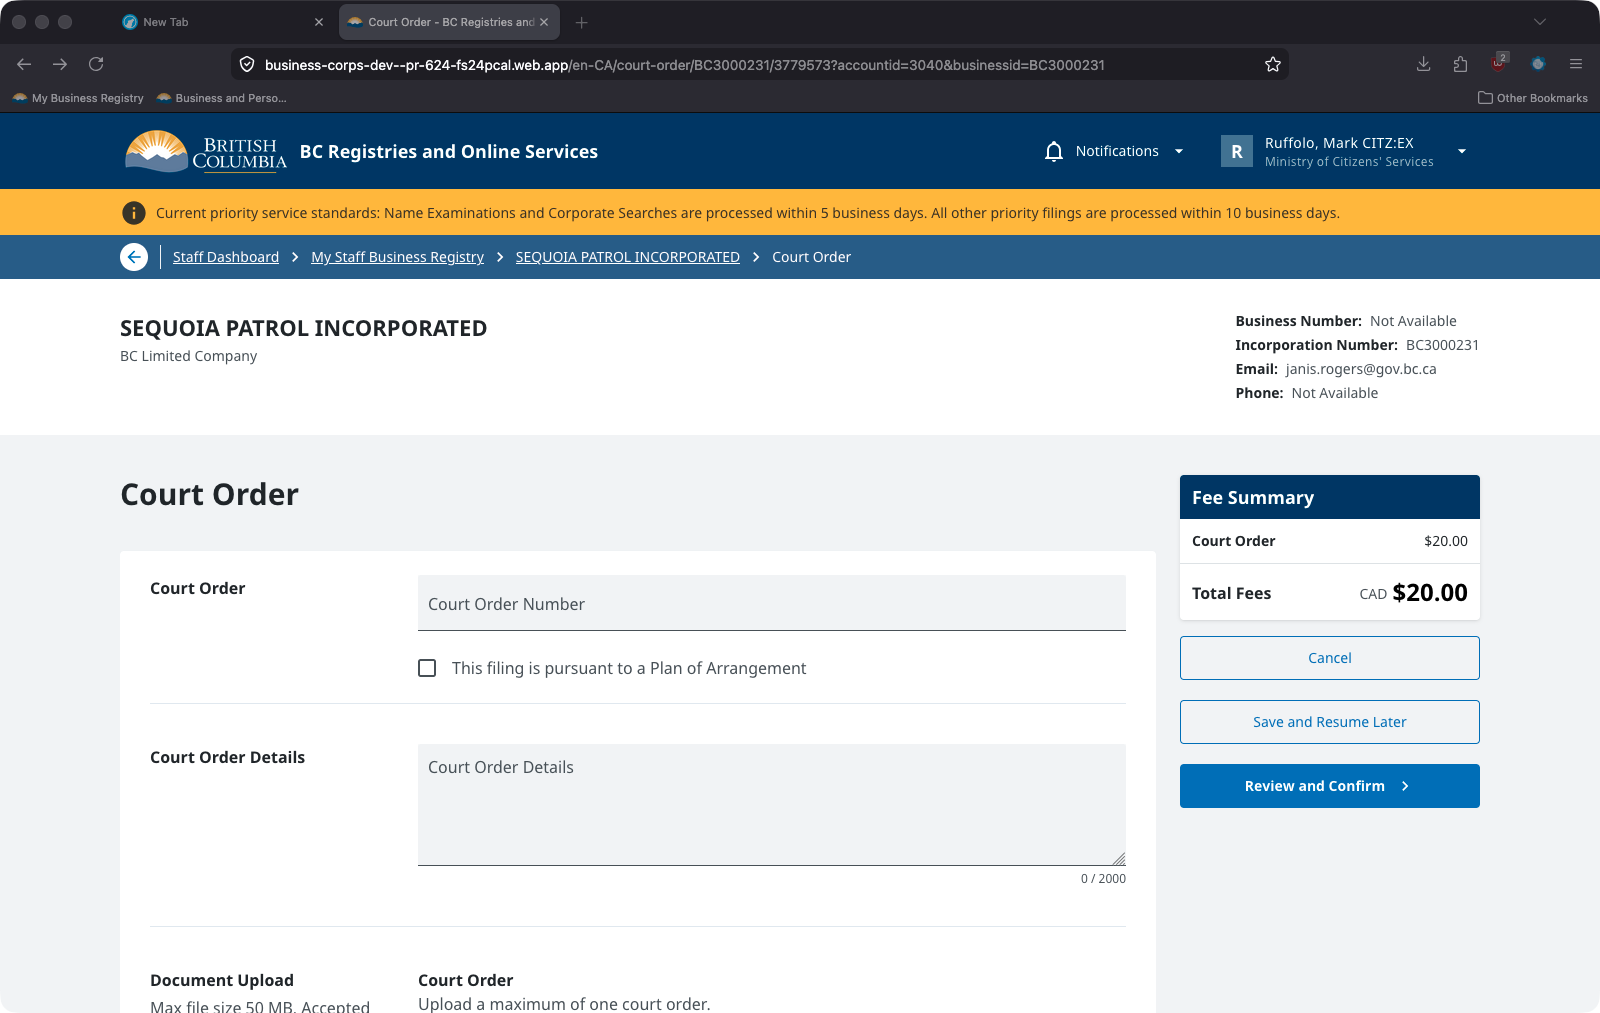 New Tab
Court Order - BC Registries and
business-corps-dev--pr-624-fs24pcal.web.app/en-CA/court-order/BC3000231/3779573?accountid=3040&businessid=BC3000231
2
My Business Registry
Business and Perso...
Other Bookmarks
BRITISH COLUMBIA
BC Registries and Online Services
Notifications
R
Ruffolo, Mark CITZ:EX
Ministry of Citizens' Services
Current priority service standards: Name Examinations and Corporate Searches are processed within 5 business days. All other priority filings are processed within 10 business days.
Staff Dashboard > My Staff Business Registry > SEQUOIA PATROL INCORPORATED > Court Order
SEQUOIA PATROL INCORPORATED
BC Limited Company
Business Number: Not Available
Incorporation Number: BC3000231
Email: janis.rogers@gov.bc.ca
Phone: Not Available
Court Order
Court Order
Court Order Number
This filing is pursuant to a Plan of Arrangement
Court Order Details
Court Order Details
0 / 2000
Document Upload
Max file size 50 MB. Accepted
Court Order
Upload a maximum of one court order.
Fee Summary
Court Order $20.00
Total Fees CAD $20.00
Cancel
Save and Resume Later
Review and Confirm